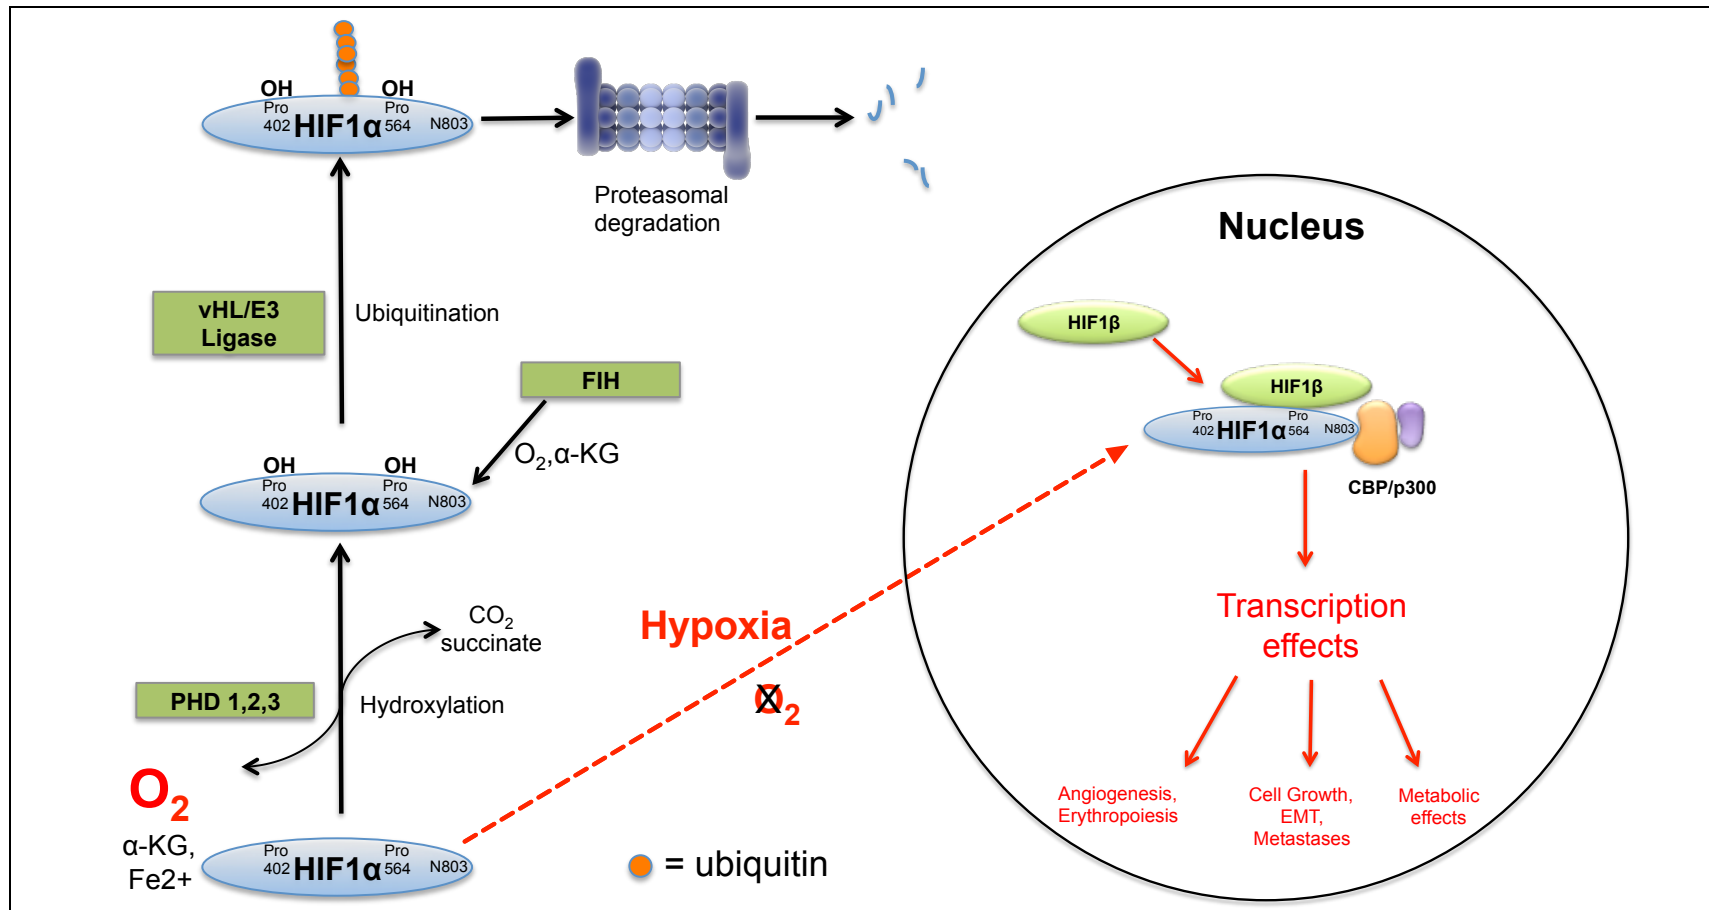 OH OH
Pro Pro
402 HIF1α 564 N803
Proteasomal
degradation
vHL/E3
Ligase
Ubiquitination
FIH
O2,α-KG
OH OH
Pro Pro
402 HIF1α 564 N803
CO2
succinate
PHD 1,2,3
Hydroxylation
O2
α-KG,
Fe2+
Pro Pro
402 HIF1α 564 N803
Hypoxia
O2
X
= ubiquitin
Nucleus
HIF1β
HIF1β
Pro Pro
402 HIF1α 564 N803
CBP/p300
Transcription
effects
Angiogenesis,
Erythropoiesis
Cell Growth,
EMT,
Metastases
Metabolic
effects